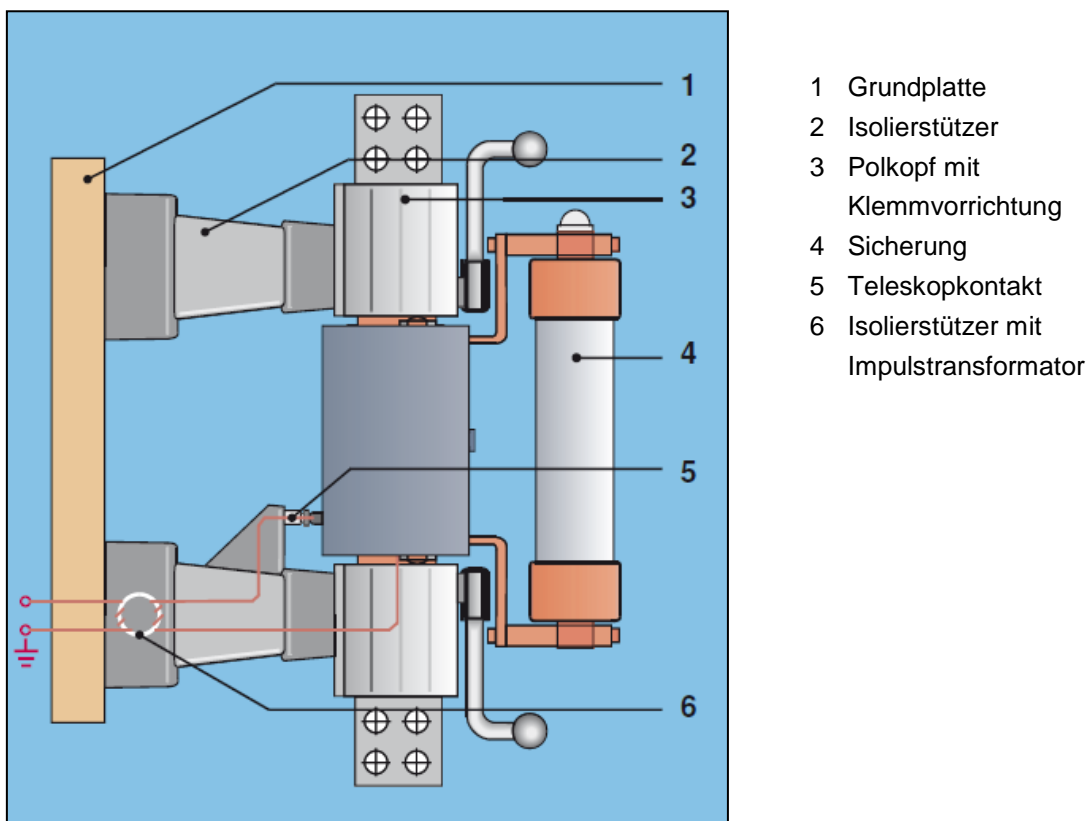 1
2
3
4
5
6
1 Grundplatte
2 Isolierstützer
3 Polkopf mit
Klemmvorrichtung
4 Sicherung
5 Teleskopkontakt
6 Isolierstützer mit
Impulstransformator